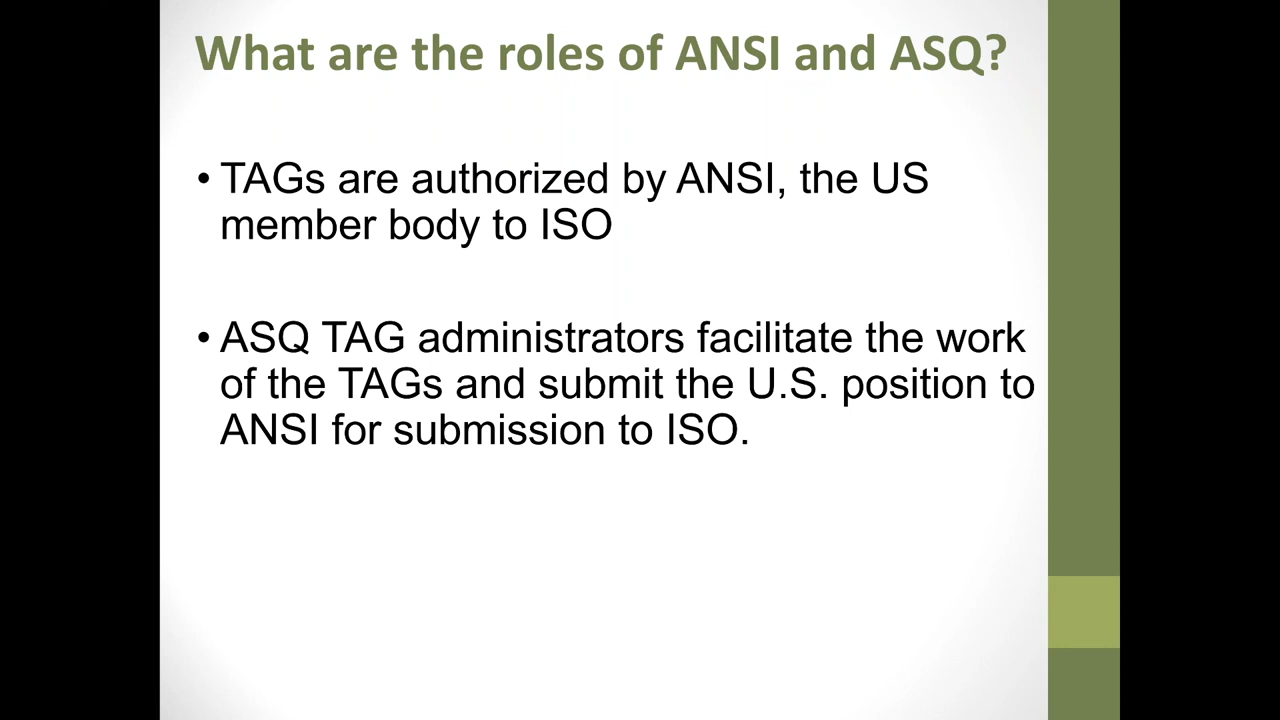 What are the roles of ANSI and ASQ?
• TAGs are authorized by ANSI, the US
member body to ISO
• ASQ TAG administrators facilitate the work
of the TAGs and submit the U.S. position to
ANSI for submission to ISO.